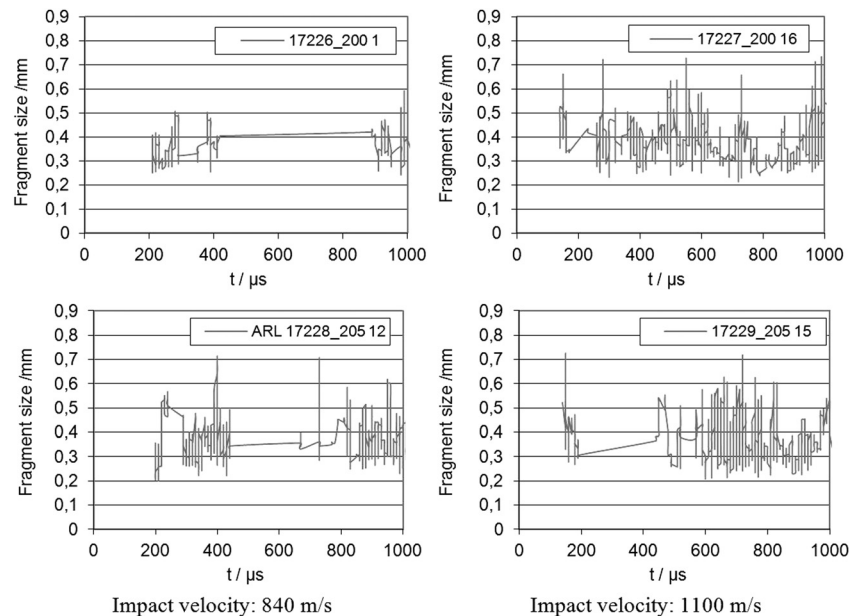 0,9
0,8
0,7
0,6
0,5
0,4
0,3
0,2
0,1
0
Fragment size /mm
17226_200 1
0 200 400 600 800 1000
t / µs
0,9
0,8
0,7
0,6
0,5
0,4
0,3
0,2
0,1
0
Fragment size /mm
17227_200 16
0 200 400 600 800 1000
t / µs
0,9
0,8
0,7
0,6
0,5
0,4
0,3
0,2
0,1
0
Fragment size /mm
ARL 17228_205 12
0 200 400 600 800 1000
t / µs
0,9
0,8
0,7
0,6
0,5
0,4
0,3
0,2
0,1
0
Fragment size /mm
17229_205 15
0 200 400 600 800 1000
t / µs
Impact velocity: 840 m/s
Impact velocity: 1100 m/s